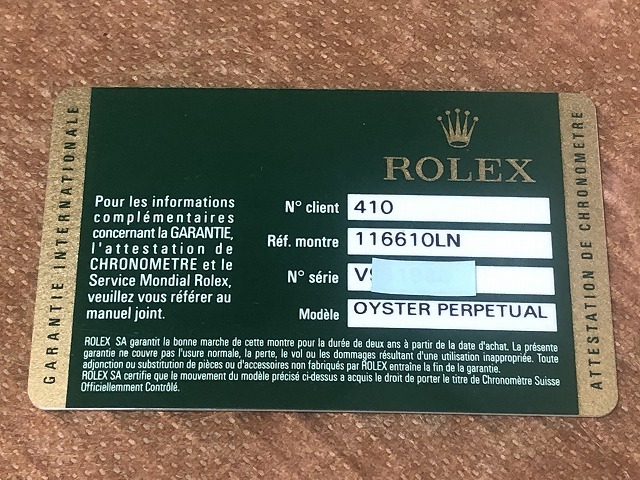 GARANTIE INTERNATIONALE
ROLEX
Pour les informations
complémentaires
concernant la GARANTIE,
l'attestation de
CHRONOMETRE et le
Service Mondial Rolex,
veuillez vous référer au
manuel joint.
N° client 410
Réf. montre 116610LN
N° série
Modèle OYSTER PERPETUAL
ROLEX SA garantit la bonne marche de cette montre pour la durée de deux ans à partir de la date d'achat. La présente
garantie ne couvre pas l'usure normale, la perte, le vol ou les dommages résultant d'une utilisation inappropriée. Toute
adjonction ou substitution de pièces ou d'accessoires non fabriqués par ROLEX entraîne la fin de la garantie.
ROLEX SA certifie que le mouvement du modèle précisé ci-dessus a acquis le droit de porter le titre de Chronomètre Suisse
Officiellement Contrôlé.
ATTESTATION DE CHRONOMETRE